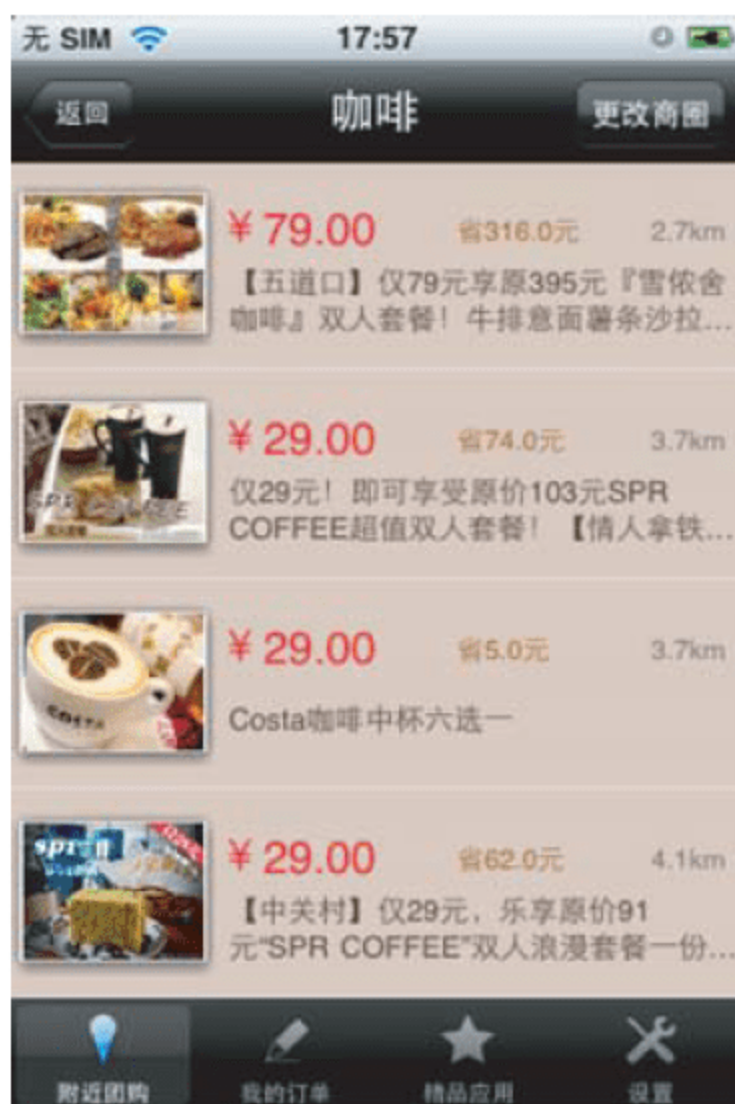 无 SIM 17:57
返回 咖啡 更改商圈
¥ 79.00 省316.0元 2.7km
【五道口】仅79元享原395元『雪侬舍
咖啡』双人套餐！牛排意面薯条沙拉...
¥ 29.00 省74.0元 3.7km
仅29元！即可享受原价103元SPR
COFFEE超值双人套餐！【情人拿铁...
SPR COFFEE
¥ 29.00 省5.0元 3.7km
Costa咖啡中杯六选一
COSTA
¥ 29.00 省62.0元 4.1km
【中关村】仅29元，乐享原价91
元“SPR COFFEE”双人浪漫套餐一份...
spr
附近团购 我的订单 精品应用 设置